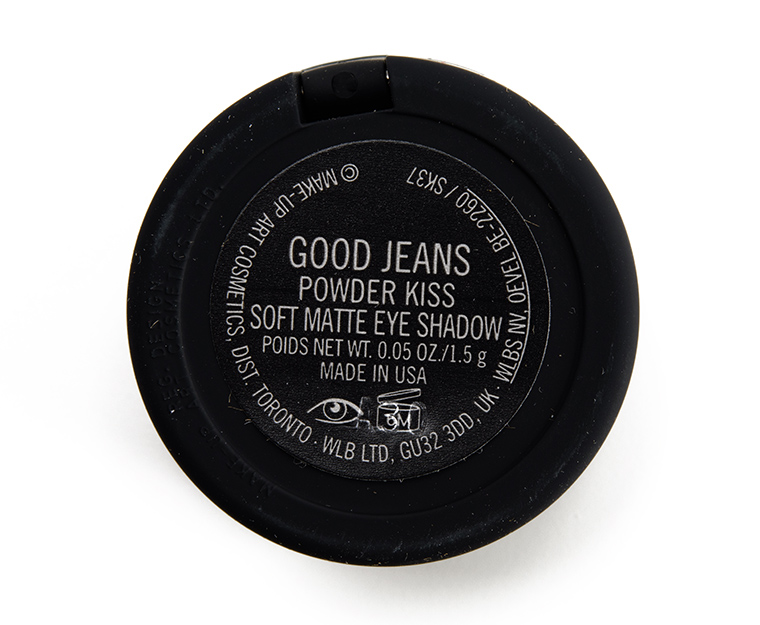 GOOD JEANS
POWDER KISS
SOFT MATTE EYE SHADOW
POIDS NET WT. 0.05 OZ./1.5 g
MADE IN USA
© MAKE-UP ART COSMETICS, DIST. TORONTO · WLB LTD, GU32 3DD, UK · WLBS NV, OEVEL BE-2260 / SK37